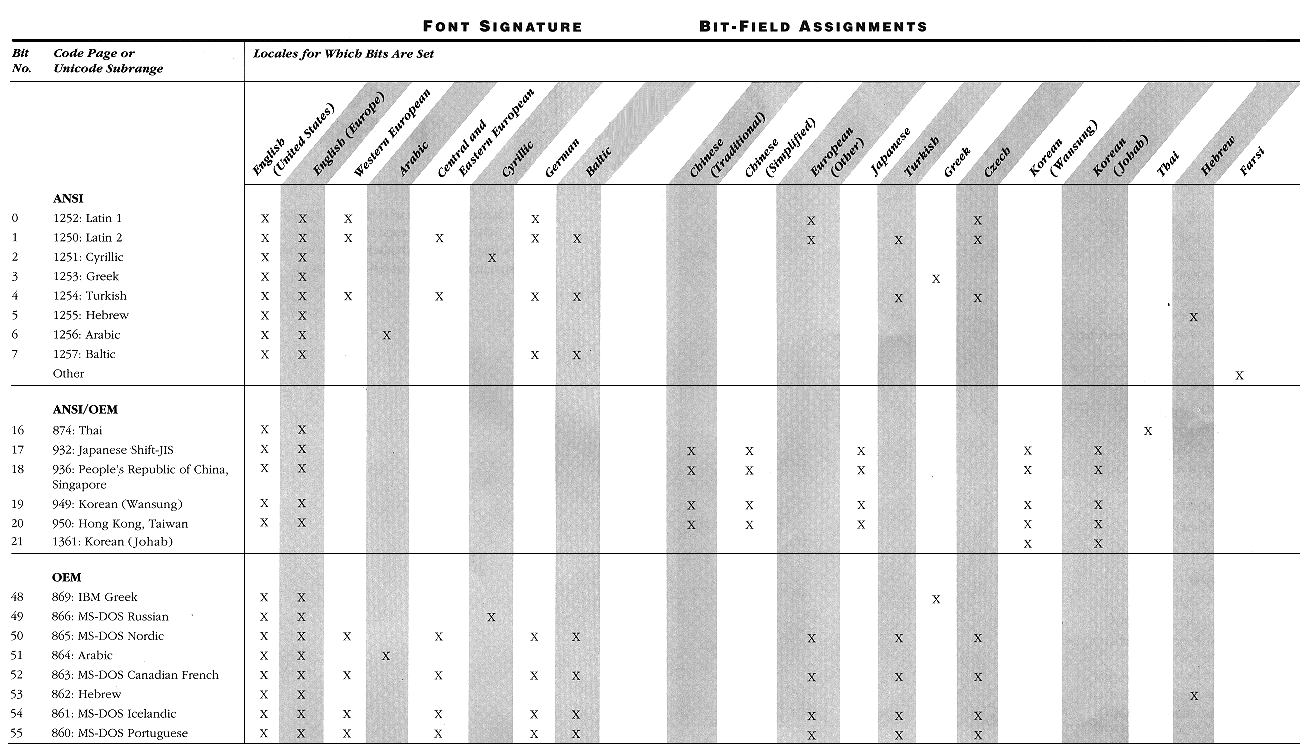 FONT SIGNATURE BIT-FIELD ASSIGNMENTS
Bit No. Code Page or Unicode Subrange Locales for Which Bits Are Set
English (United States)
English (Europe)
Western European
Arabic
Central and Eastern European
Cyrillic
German
Baltic
Chinese (Traditional)
Chinese (Simplified)
European (Other)
Japanese
Turkish
Greek
Czech
Korean (Wansung)
Korean (Johab)
Thai
Hebrew
Farsi
ANSI
0 1252: Latin 1 X X X X X X
1 1250: Latin 2 X X X X X X X X X
2 1251: Cyrillic X X X
3 1253: Greek X X X
4 1254: Turkish X X X X X X X X
5 1255: Hebrew X X X
6 1256: Arabic X X X
7 1257: Baltic X X X X
Other X
ANSI/OEM
16 874: Thai X X X
17 932: Japanese Shift-JIS X X X X X X X
18 936: People's Republic of China, X X X X X X X
Singapore
19 949: Korean (Wansung) X X X X X X X
20 950: Hong Kong, Taiwan X X X X X X X
21 1361: Korean (Johab) X X
OEM
48 869: IBM Greek X X X
49 866: MS-DOS Russian X X X
50 865: MS-DOS Nordic X X X X X X X X X
51 864: Arabic X X X
52 863: MS-DOS Canadian French X X X X X X X X X
53 862: Hebrew X X X
54 861: MS-DOS Icelandic X X X X X X X X X
55 860: MS-DOS Portuguese X X X X X X X X X